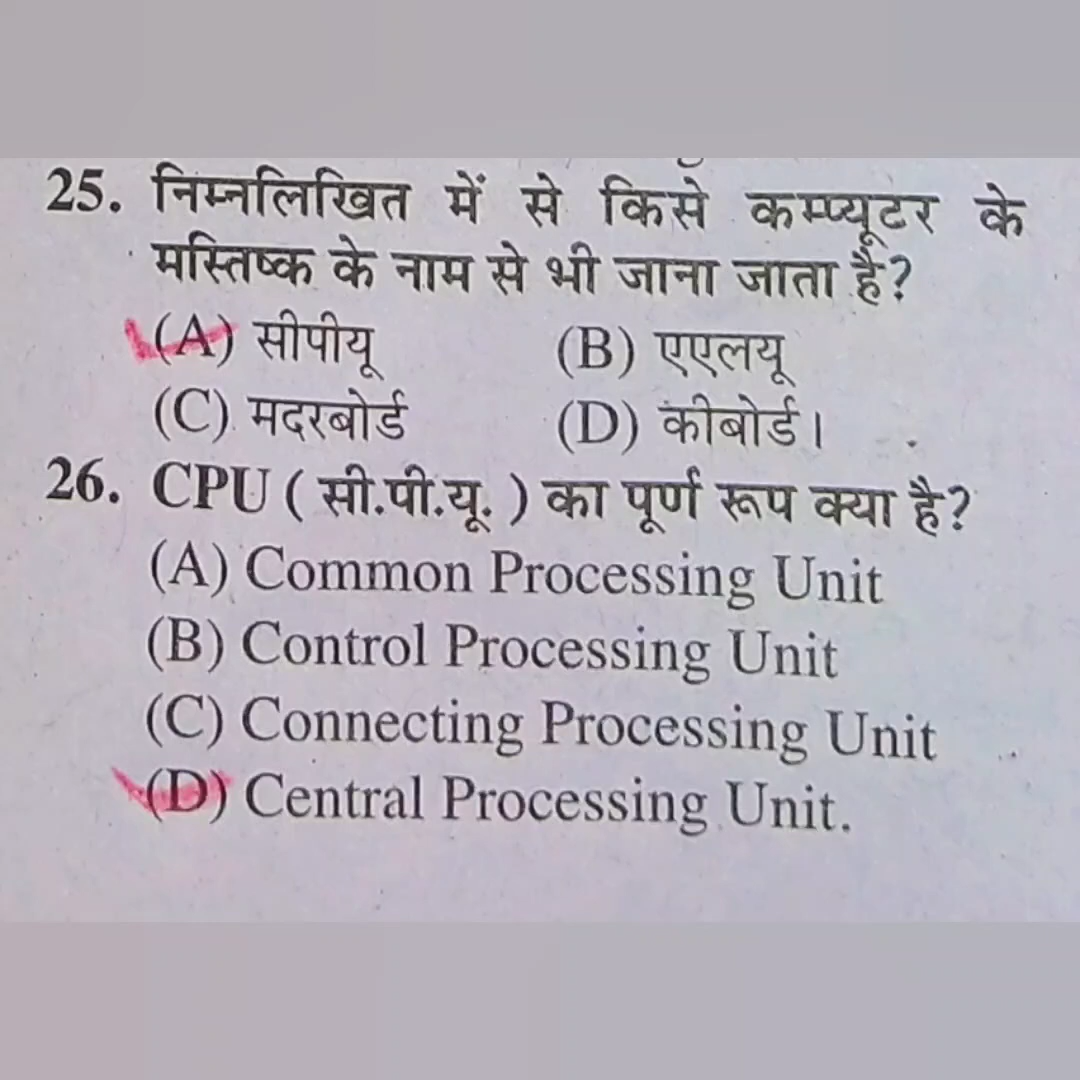 25. निम्नलिखित में से किसे कम्प्यूटर के
मस्तिष्क के नाम से भी जाना जाता है?
(A) सीपीयू (B) एएलयू
(C) मदरबोर्ड (D) कीबोर्ड।
26. CPU ( सी.पी.यू. ) का पूर्ण रूप क्या है?
(A) Common Processing Unit
(B) Control Processing Unit
(C) Connecting Processing Unit
(D) Central Processing Unit.